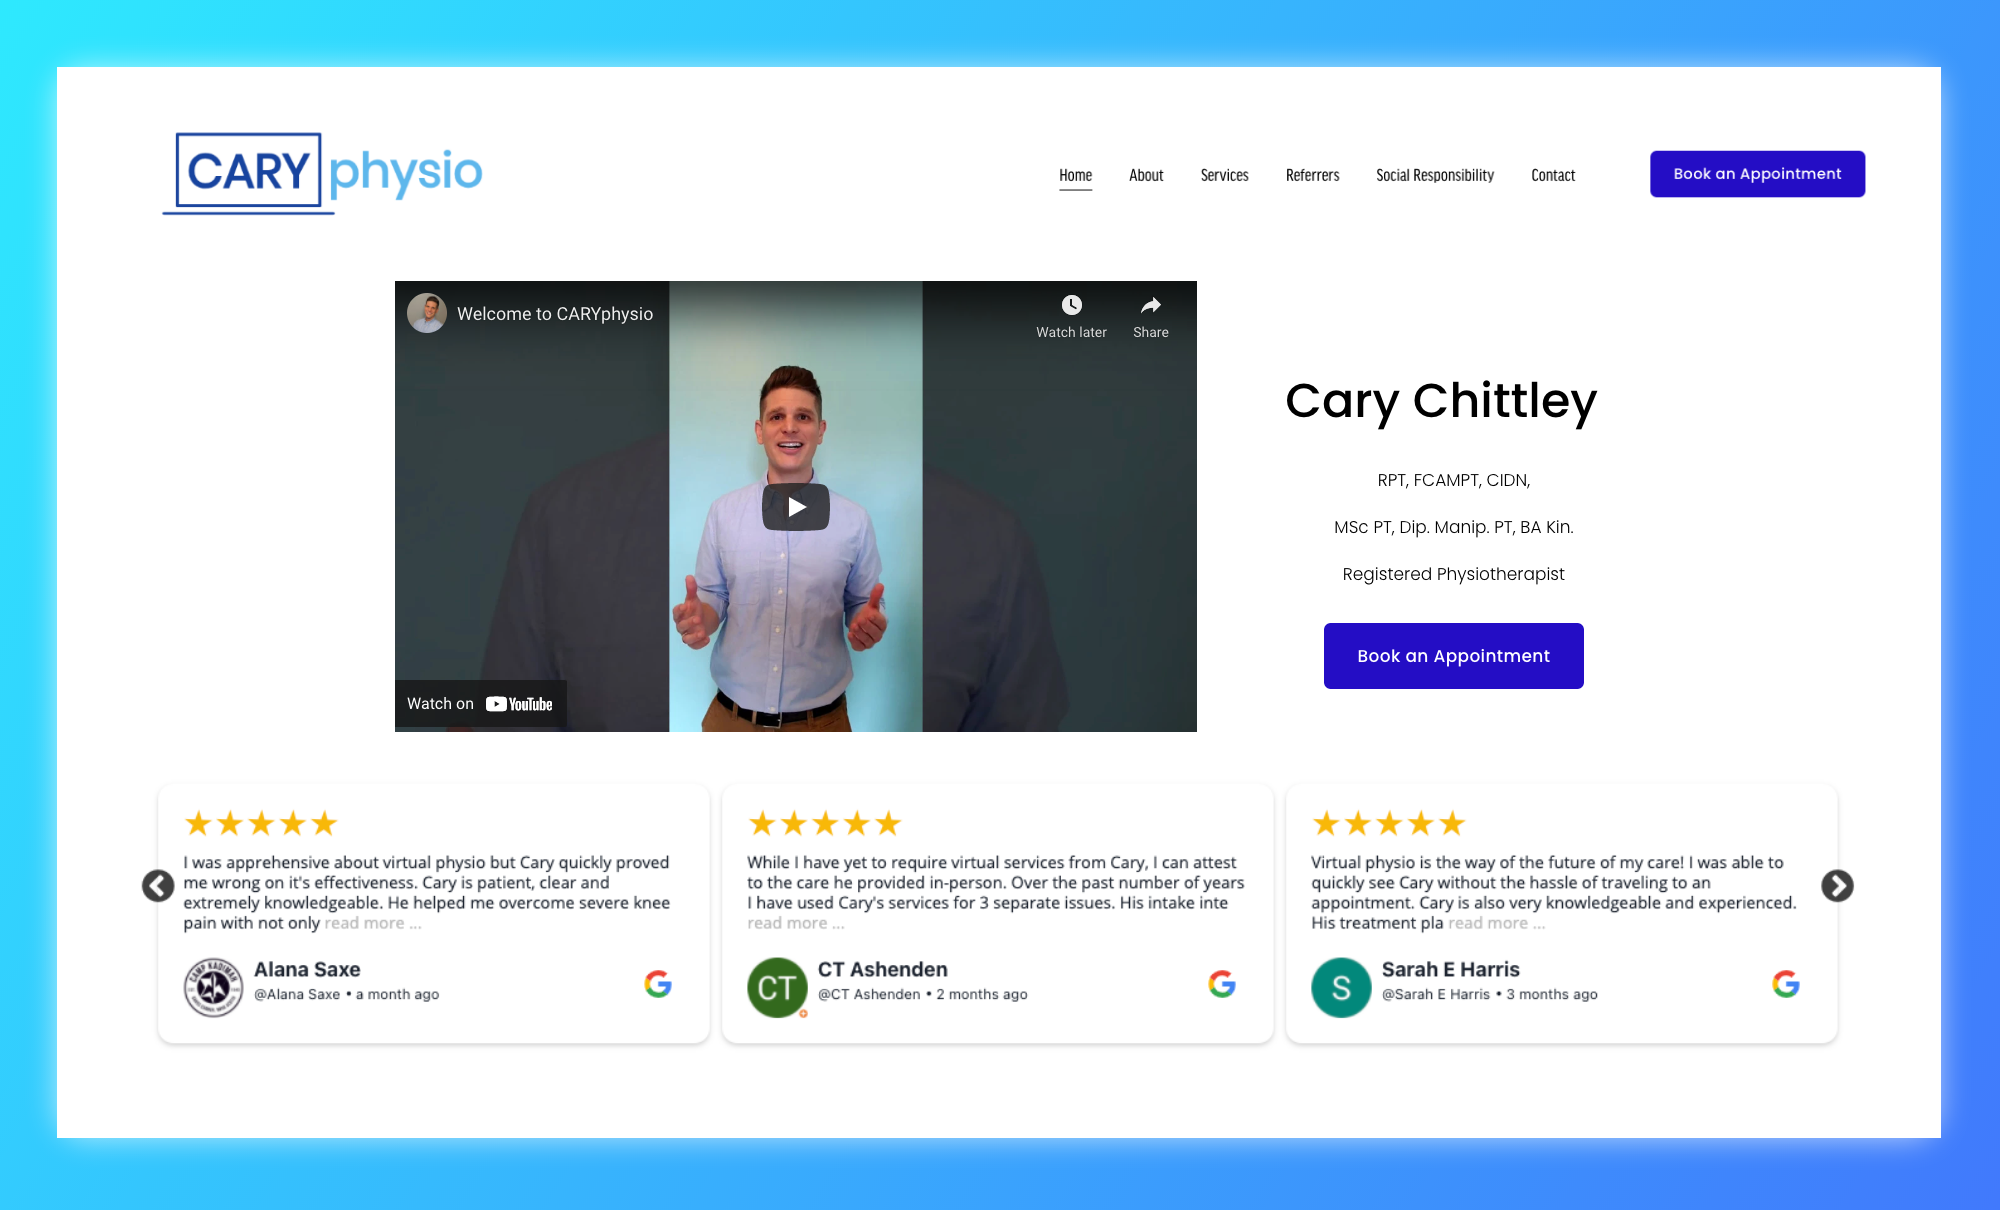 CARY physio
Home
About
Services
Referrers
Social Responsibility
Contact
Book an Appointment
Welcome to CARYphysio
Watch later
Share
Watch on YouTube
Cary Chittley
RPT, FCAMPT, CIDN,
MSc PT, Dip. Manip. PT, BA Kin.
Registered Physiotherapist
Book an Appointment
I was apprehensive about virtual physio but Cary quickly proved
me wrong on it's effectiveness. Cary is patient, clear and
extremely knowledgeable. He helped me overcome severe knee
pain with not only read more ...
Alana Saxe
@Alana Saxe • a month ago
While I have yet to require virtual services from Cary, I can attest
to the care he provided in-person. Over the past number of years
I have used Cary's services for 3 separate issues. His intake inte
read more ...
CT
CT Ashenden
@CT Ashenden • 2 months ago
Virtual physio is the way of the future of my care! I was able to
quickly see Cary without the hassle of traveling to an
appointment. Cary is also very knowledgeable and experienced.
His treatment pla read more ...
S
Sarah E Harris
@Sarah E Harris • 3 months ago